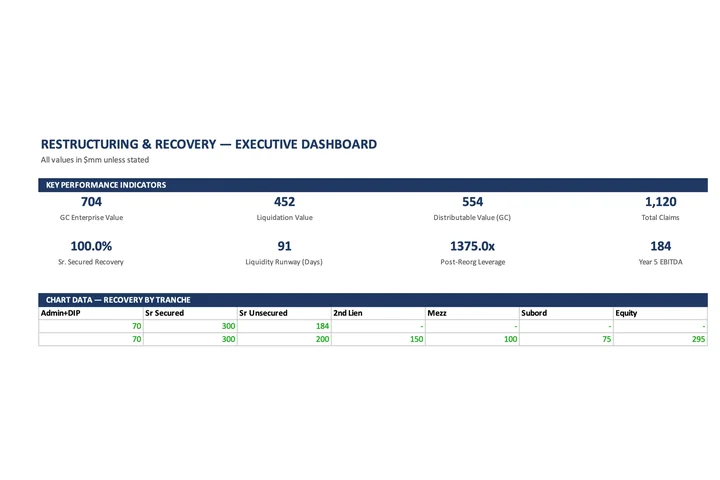 RESTRUCTURING & RECOVERY — EXECUTIVE DASHBOARD
All values in $mm unless stated
KEY PERFORMANCE INDICATORS
704 452 554 1,120
GC Enterprise Value Liquidation Value Distributable Value (GC) Total Claims
100.0% 91 1375.0x 184
Sr. Secured Recovery Liquidity Runway (Days) Post-Reorg Leverage Year 5 EBITDA
CHART DATA — RECOVERY BY TRANCHE
Admin+DIP Sr Secured Sr Unsecured 2nd Lien Mezz Subord Equity
70 300 184 - - - -
70 300 200 150 100 75 295